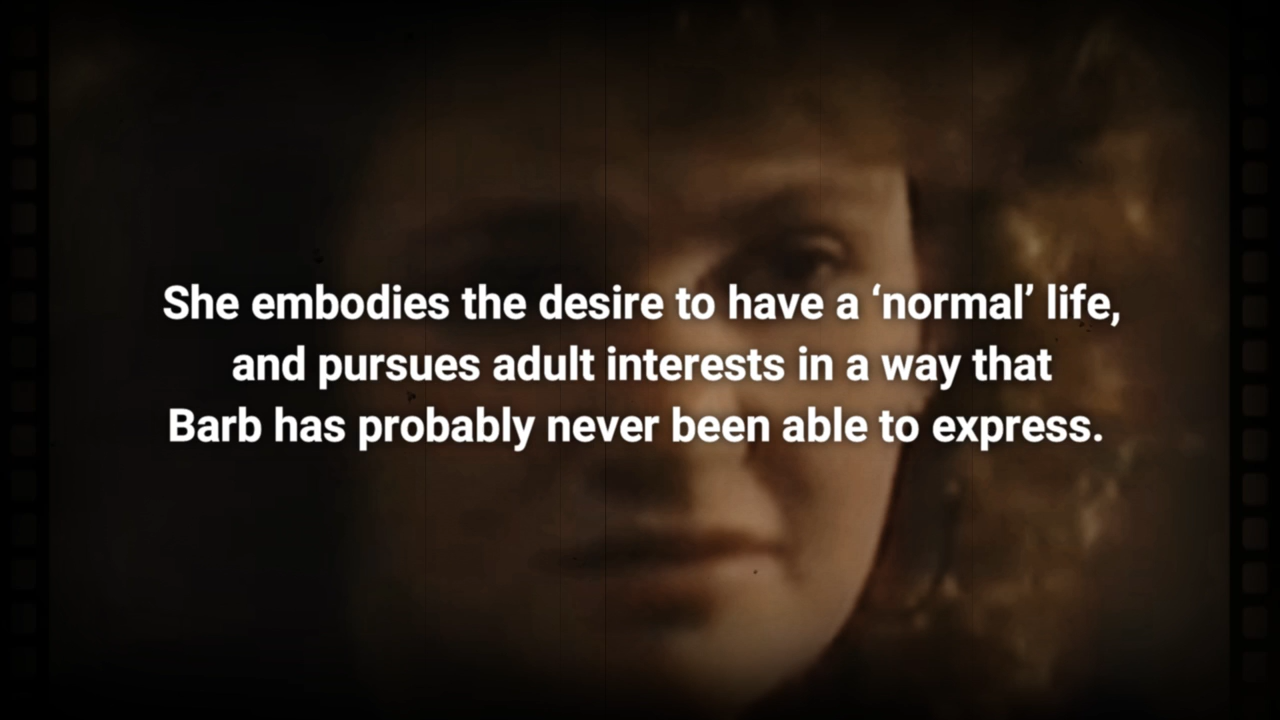 She embodies the desire to have a ‘normal’ life,
and pursues adult interests in a way that
Barb has probably never been able to express.